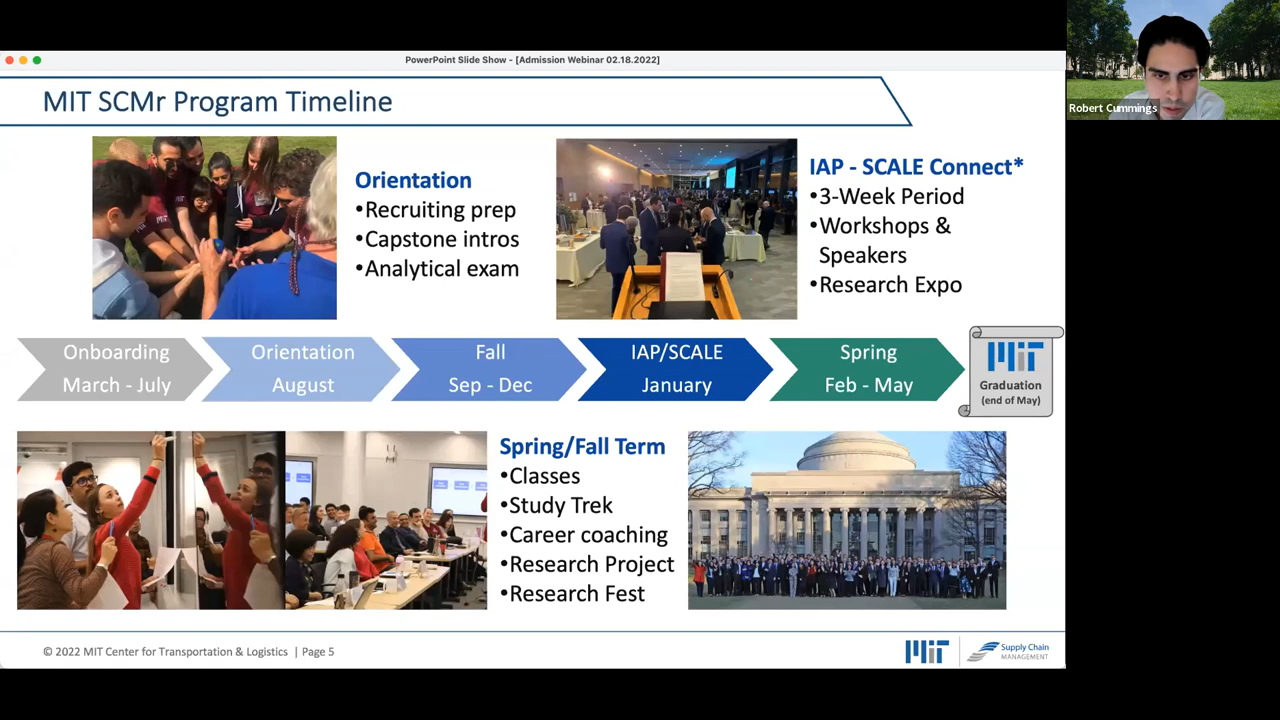 PowerPoint Slide Show - [Admission Webinar 02.18.2022]
Robert Cummings
MIT SCMr Program Timeline
Orientation
•Recruiting prep
•Capstone intros
•Analytical exam
IAP - SCALE Connect*
•3-Week Period
•Workshops &
Speakers
•Research Expo
Onboarding
March - July
Orientation
August
Fall
Sep - Dec
IAP/SCALE
January
Spring
Feb - May
MIT
Graduation
(end of May)
Spring/Fall Term
•Classes
•Study Trek
•Career coaching
•Research Project
•Research Fest
© 2022 MIT Center for Transportation & Logistics | Page 5
MIT
Supply Chain
MANAGEMENT